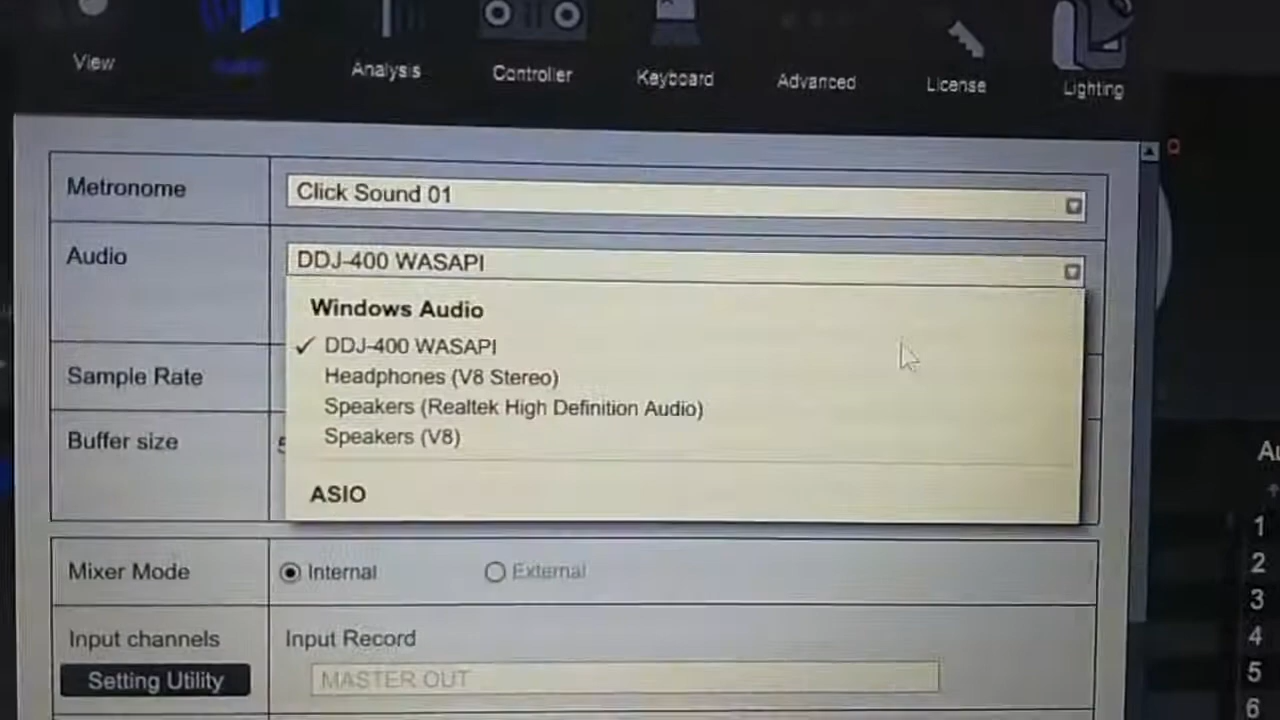 View
Audio
Analysis
Controller
Keyboard
Advanced
License
Lighting
Metronome
Click Sound 01
Audio
DDJ-400 WASAPI
Windows Audio
✓ DDJ-400 WASAPI
Headphones (V8 Stereo)
Speakers (Realtek High Definition Audio)
Speakers (V8)
ASIO
Sample Rate
Buffer size
Mixer Mode
Internal
External
Input channels
Input Record
Setting Utility
MASTER OUT
1
2
3
4
5
6